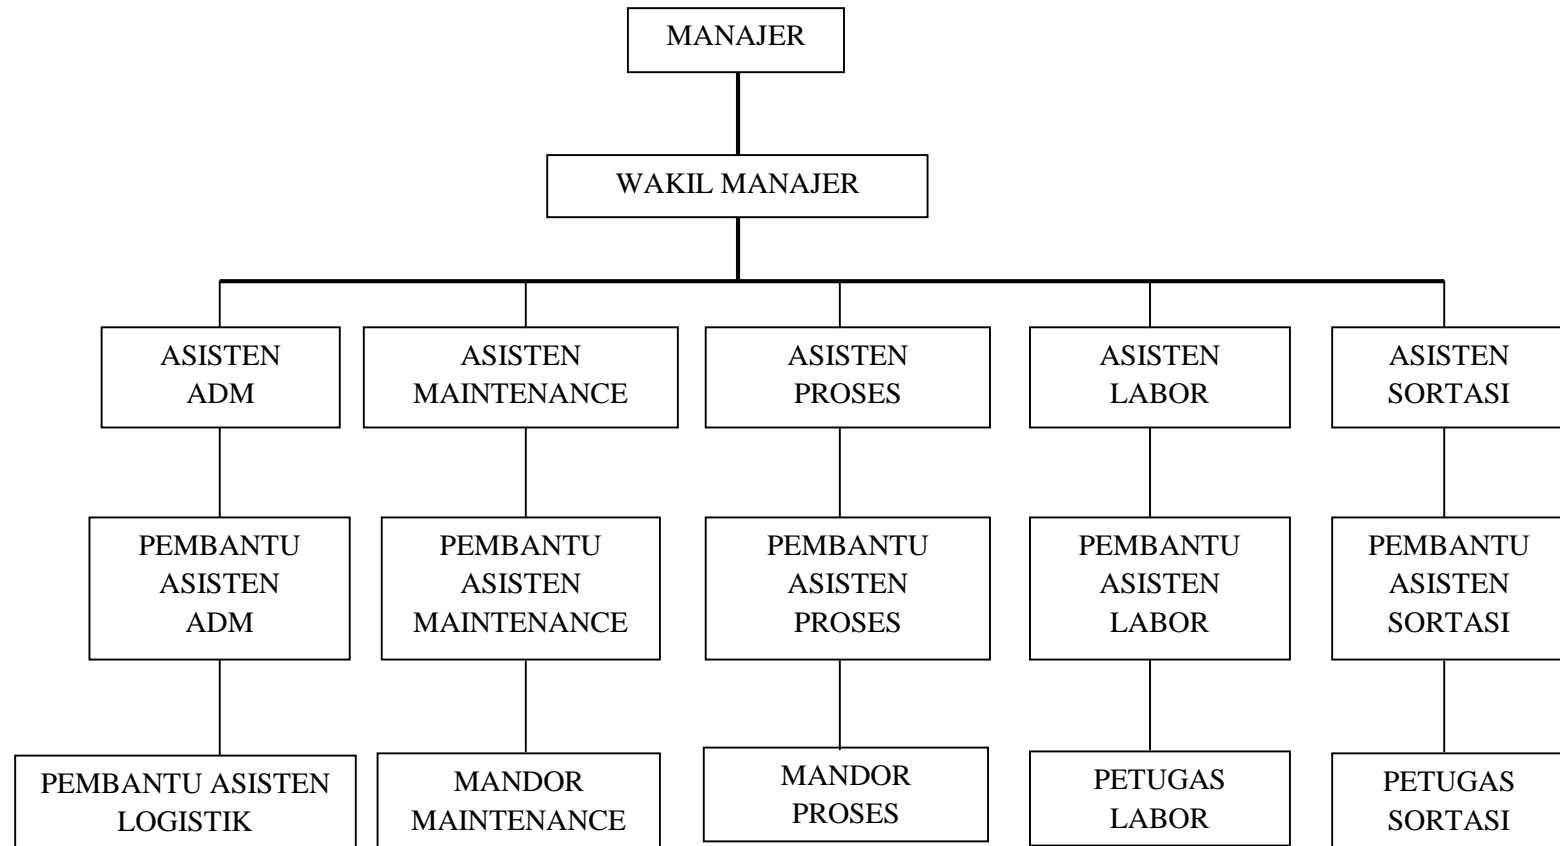 MANAJER
WAKIL MANAJER
ASISTEN
ADM
ASISTEN
MAINTENANCE
ASISTEN
PROSES
ASISTEN
LABOR
ASISTEN
SORTASI
PEMBANTU
ASISTEN
ADM
PEMBANTU
ASISTEN
MAINTENANCE
PEMBANTU
ASISTEN
PROSES
PEMBANTU
ASISTEN
LABOR
PEMBANTU
ASISTEN
SORTASI
PEMBANTU ASISTEN
LOGISTIK
MANDOR
MAINTENANCE
MANDOR
PROSES
PETUGAS
LABOR
PETUGAS
SORTASI